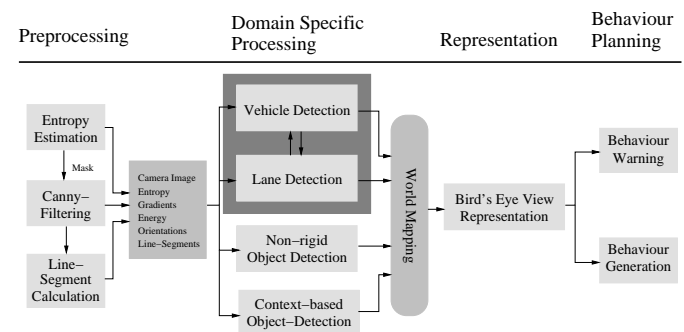 Preprocessing
Domain Specific
Processing
Representation
Behaviour
Planning
Entropy
Estimation
Mask
Canny−
Filtering
Line−
Segment
Calculation
Camera Image
Entropy
Gradients
Energy
Orientations
Line−Segments
Vehicle Detection
Lane Detection
Non−rigid
Object Detection
Context−based
Object−Detection
World Mapping
Bird's Eye View
Representation
Behaviour
Warning
Behaviour
Generation